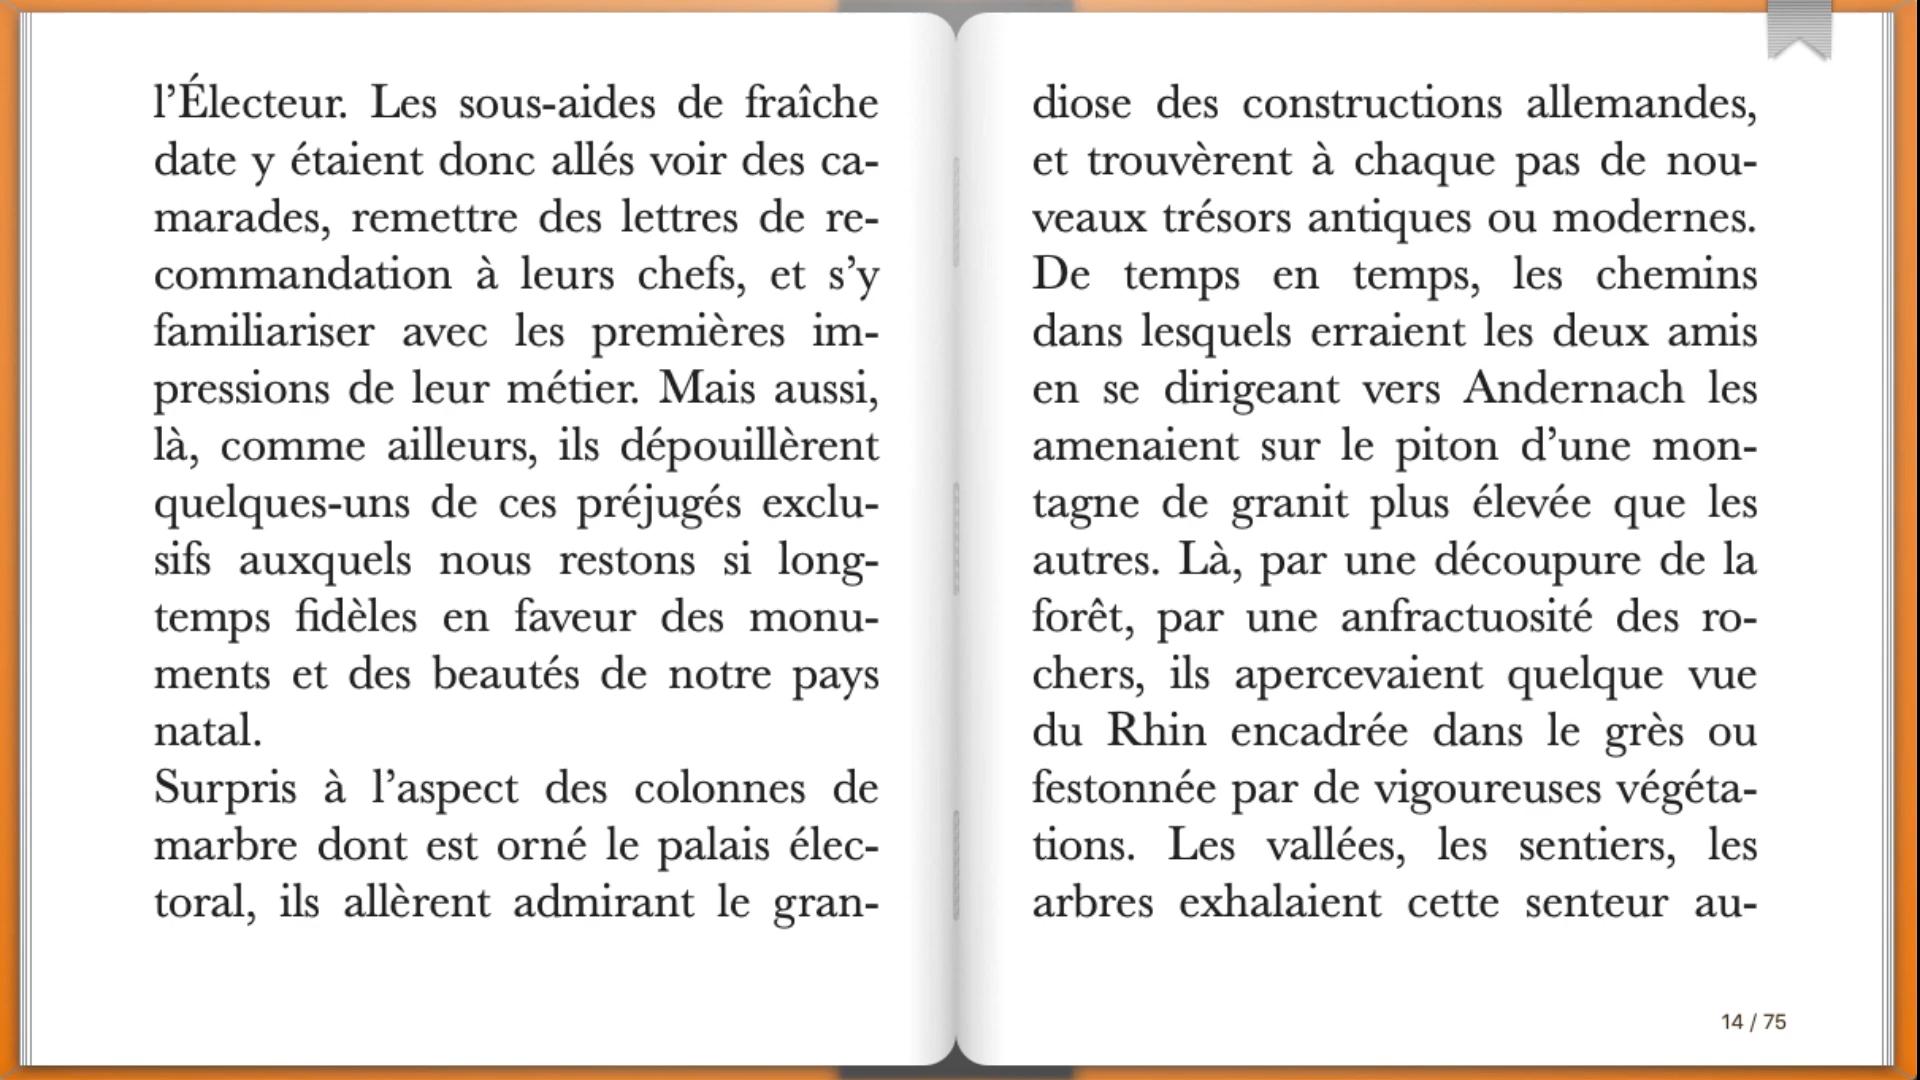 l’Électeur. Les sous-aides de fraîche
date y étaient donc allés voir des ca-
marades, remettre des lettres de re-
commandation à leurs chefs, et s’y
familiariser avec les premières im-
pressions de leur métier. Mais aussi,
là, comme ailleurs, ils dépouillèrent
quelques-uns de ces préjugés exclu-
sifs auxquels nous restons si long-
temps fidèles en faveur des monu-
ments et des beautés de notre pays
natal.
Surpris à l’aspect des colonnes de
marbre dont est orné le palais élec-
toral, ils allèrent admirant le gran-
diose des constructions allemandes,
et trouvèrent à chaque pas de nou-
veaux trésors antiques ou modernes.
De temps en temps, les chemins
dans lesquels erraient les deux amis
en se dirigeant vers Andernach les
amenaient sur le piton d’une mon-
tagne de granit plus élevée que les
autres. Là, par une découpure de la
forêt, par une anfractuosité des ro-
chers, ils apercevaient quelque vue
du Rhin encadrée dans le grès ou
festonnée par de vigoureuses végéta-
tions. Les vallées, les sentiers, les
arbres exhalaient cette senteur au-
14 / 75